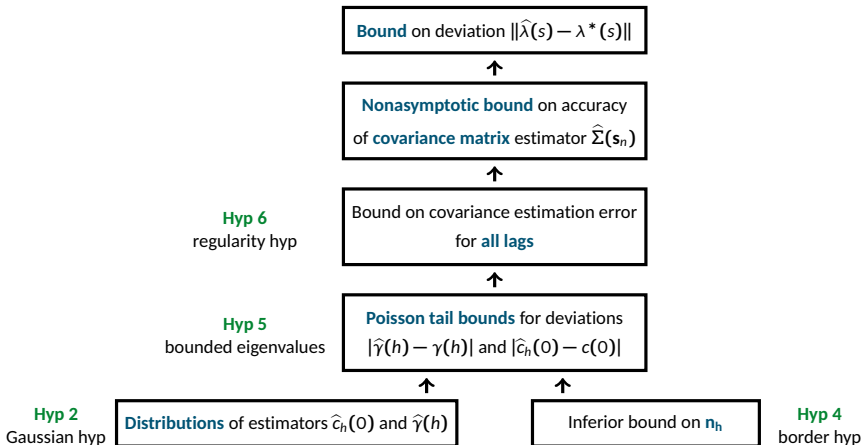 Bound on deviation ‖λ̂(s) − λ*(s)‖
Nonasymptotic bound on accuracy
of covariance matrix estimator Σ̂(𝐬ₙ)
Hyp 6
regularity hyp
Bound on covariance estimation error
for all lags
Hyp 5
bounded eigenvalues
Poisson tail bounds for deviations
|γ̂(h) − γ(h)| and |ĉₕ(0) − c(0)|
Hyp 2
Gaussian hyp
Distributions of estimators ĉₕ(0) and γ̂(h)
Inferior bound on nₕ
Hyp 4
border hyp